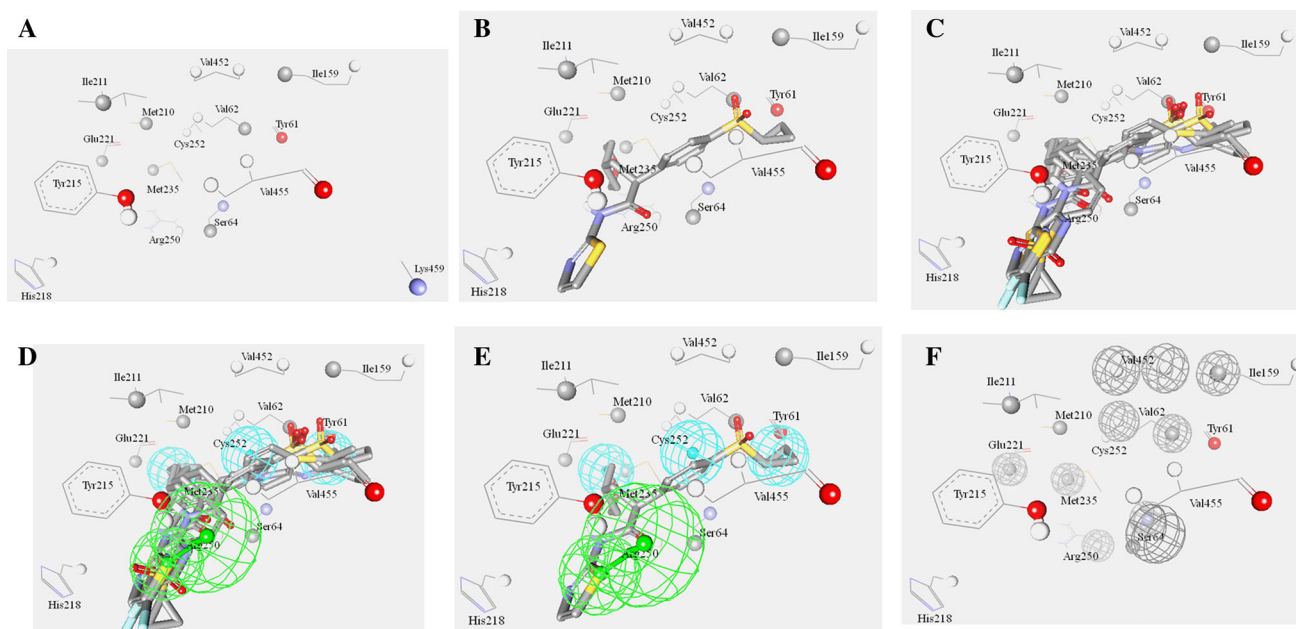 A
Val452
Ile159
Ile211
Met210
Val62
Tyr61
Glu221
Cys252
Tyr215
Met235
Val455
Ser64
Arg250
His218
Lys459
B
Val452
Ile159
Ile211
Met210
Val62
Tyr61
Glu221
Cys252
Tyr215
Met235
Val455
Ser64
Arg250
His218
C
Val452
Ile159
Ile211
Met210
Val62
Tyr61
Glu221
Cys252
Tyr215
Met235
Val455
Ser64
Arg250
His218
D
Val452
Ile159
Ile211
Met210
Val62
Tyr61
Glu221
Cys252
Tyr215
Met235
Val455
Ser64
Arg250
His218
E
Val452
Ile159
Ile211
Met210
Val62
Tyr61
Glu221
Cys252
Tyr215
Met235
Val455
Ser64
Arg250
His218
F
Val452
Ile159
Ile211
Met210
Val62
Tyr61
Glu221
Cys252
Tyr215
Met235
Val455
Ser64
Arg250
His218